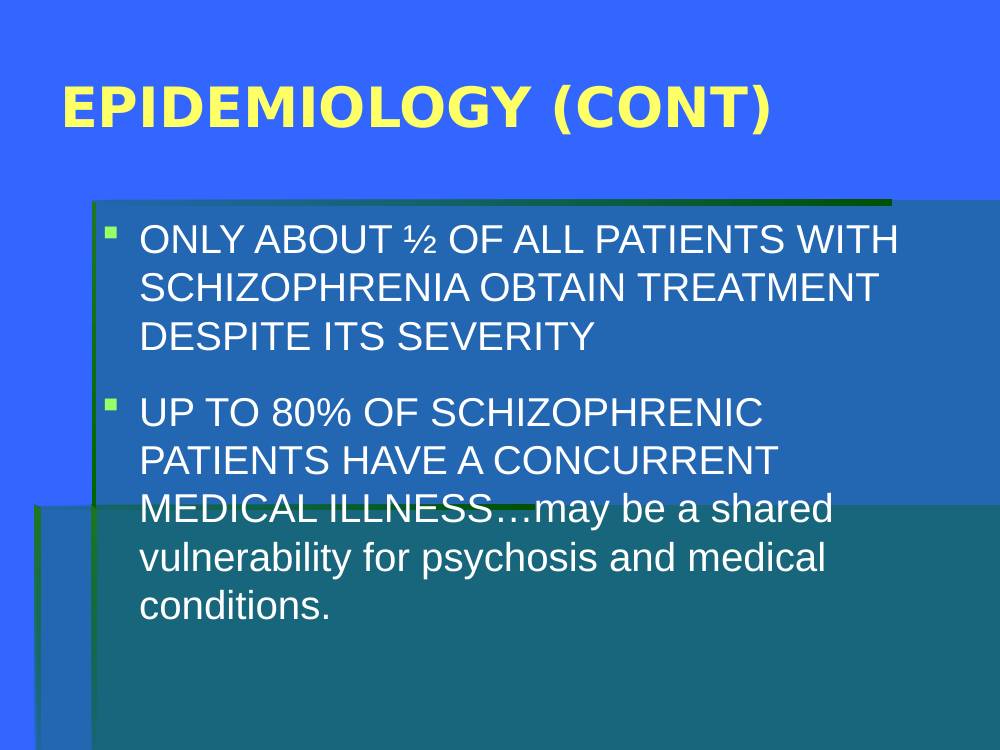 EPIDEMIOLOGY (CONT)
ONLY ABOUT ½ OF ALL PATIENTS WITH
SCHIZOPHRENIA OBTAIN TREATMENT
DESPITE ITS SEVERITY
UP TO 80% OF SCHIZOPHRENIC
PATIENTS HAVE A CONCURRENT
MEDICAL ILLNESS…may be a shared
vulnerability for psychosis and medical
conditions.